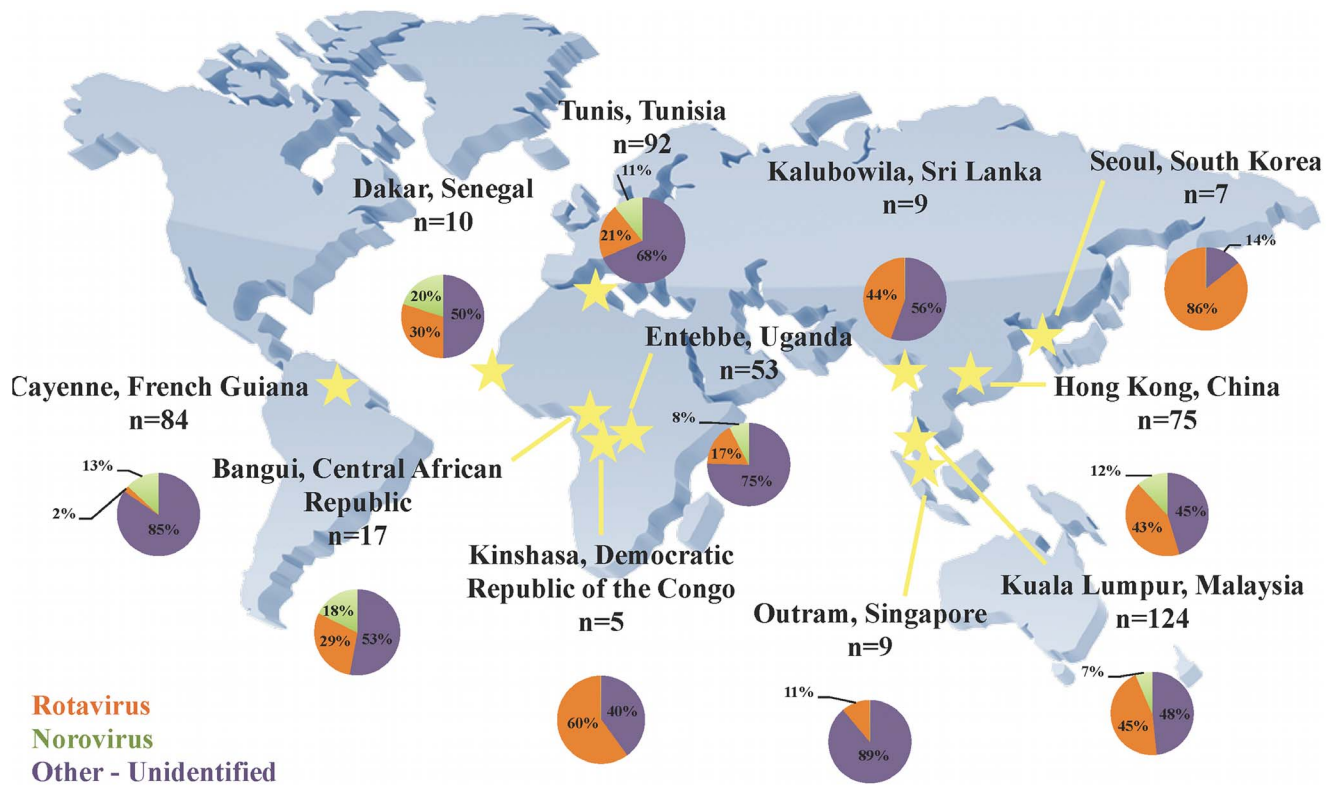 Tunis, Tunisia
n=92
11%
21%
68%
Dakar, Senegal
n=10
20%
50%
30%
Kalubowila, Sri Lanka
n=9
44%
56%
Seoul, South Korea
n=7
14%
86%
Entebbe, Uganda
n=53
8%
17%
75%
Cayenne, French Guiana
n=84
13%
2%
85%
Hong Kong, China
n=75
12%
45%
43%
Bangui, Central African
Republic
n=17
18%
29%
53%
Kinshasa, Democratic
Republic of the Congo
n=5
40%
60%
Outram, Singapore
n=9
11%
89%
Kuala Lumpur, Malaysia
n=124
7%
48%
45%
Rotavirus
Norovirus
Other - Unidentified